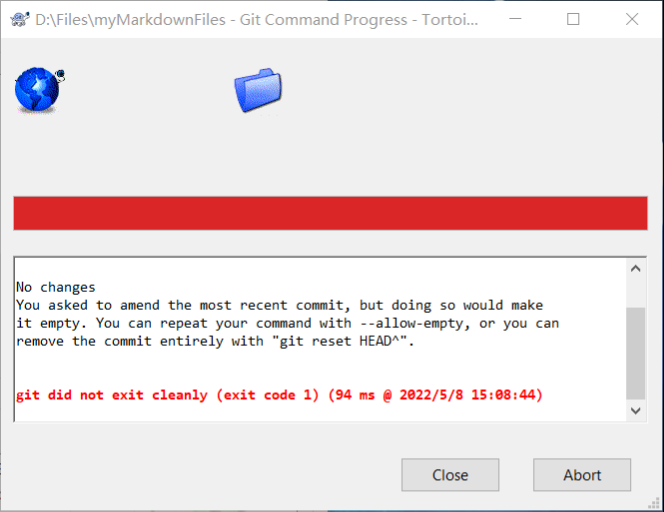 D:\Files\myMarkdownFiles - Git Command Progress - Tortoi...
No changes
You asked to amend the most recent commit, but doing so would make
it empty. You can repeat your command with --allow-empty, or you can
remove the commit entirely with "git reset HEAD^".
git did not exit cleanly (exit code 1) (94 ms @ 2022/5/8 15:08:44)
Close
Abort